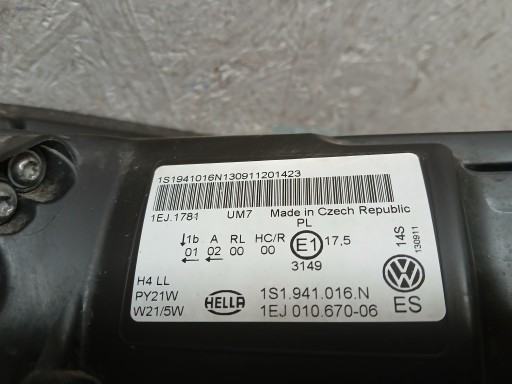 1S1941016N130911201423
1EJ.1781 UM7 Made in Czech Republic
PL
↓1b A RL HC/R E1 17,5
01 02 00 00
3149
14S
130911
H4 LL
PY21W
W21/5W
HELLA
1S1.941.016.N
1EJ 010.670-06
VW
ES